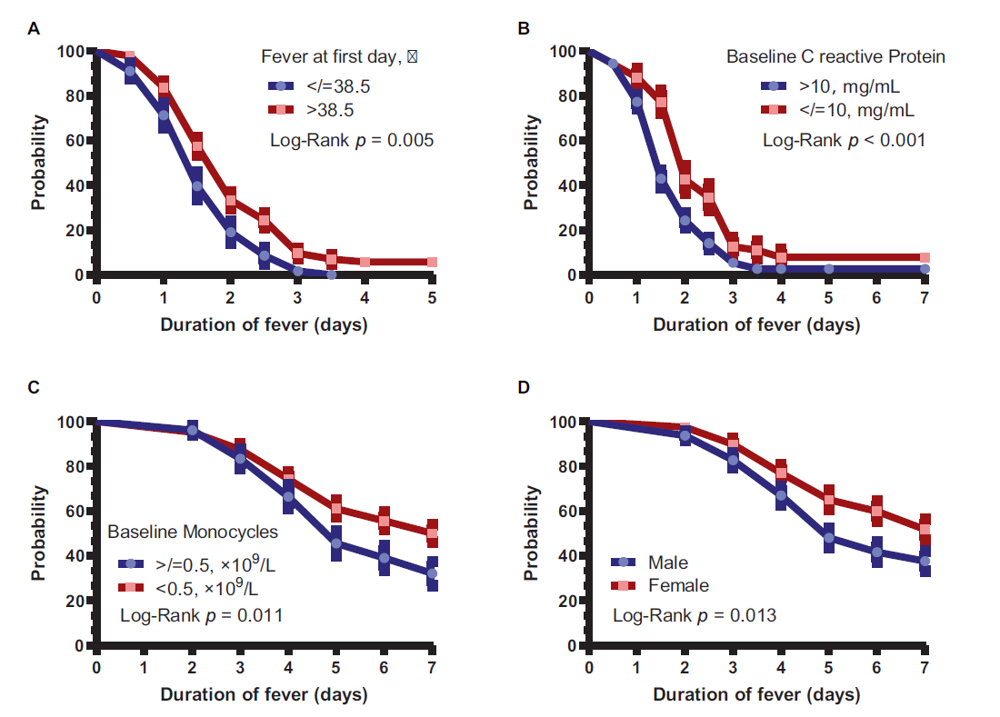 A
Fever at first day, 
</=38.5
>38.5
Log-Rank p = 0.005
Probability
100
80
60
40
20
0
0 1 2 3 4 5
Duration of fever (days)
B
Baseline C reactive Protein
>10, mg/mL
</=10, mg/mL
Log-Rank p < 0.001
Probability
100
80
60
40
20
0
0 1 2 3 4 5 6 7
Duration of fever (days)
C
Baseline Monocycles
>/=0.5, ×10⁹/L
<0.5, ×10⁹/L
Log-Rank p = 0.011
Probability
100
80
60
40
20
0
0 1 2 3 4 5 6 7
Duration of fever (days)
D
Male
Female
Log-Rank p = 0.013
Probability
100
80
60
40
20
0
0 1 2 3 4 5 6 7
Duration of fever (days)